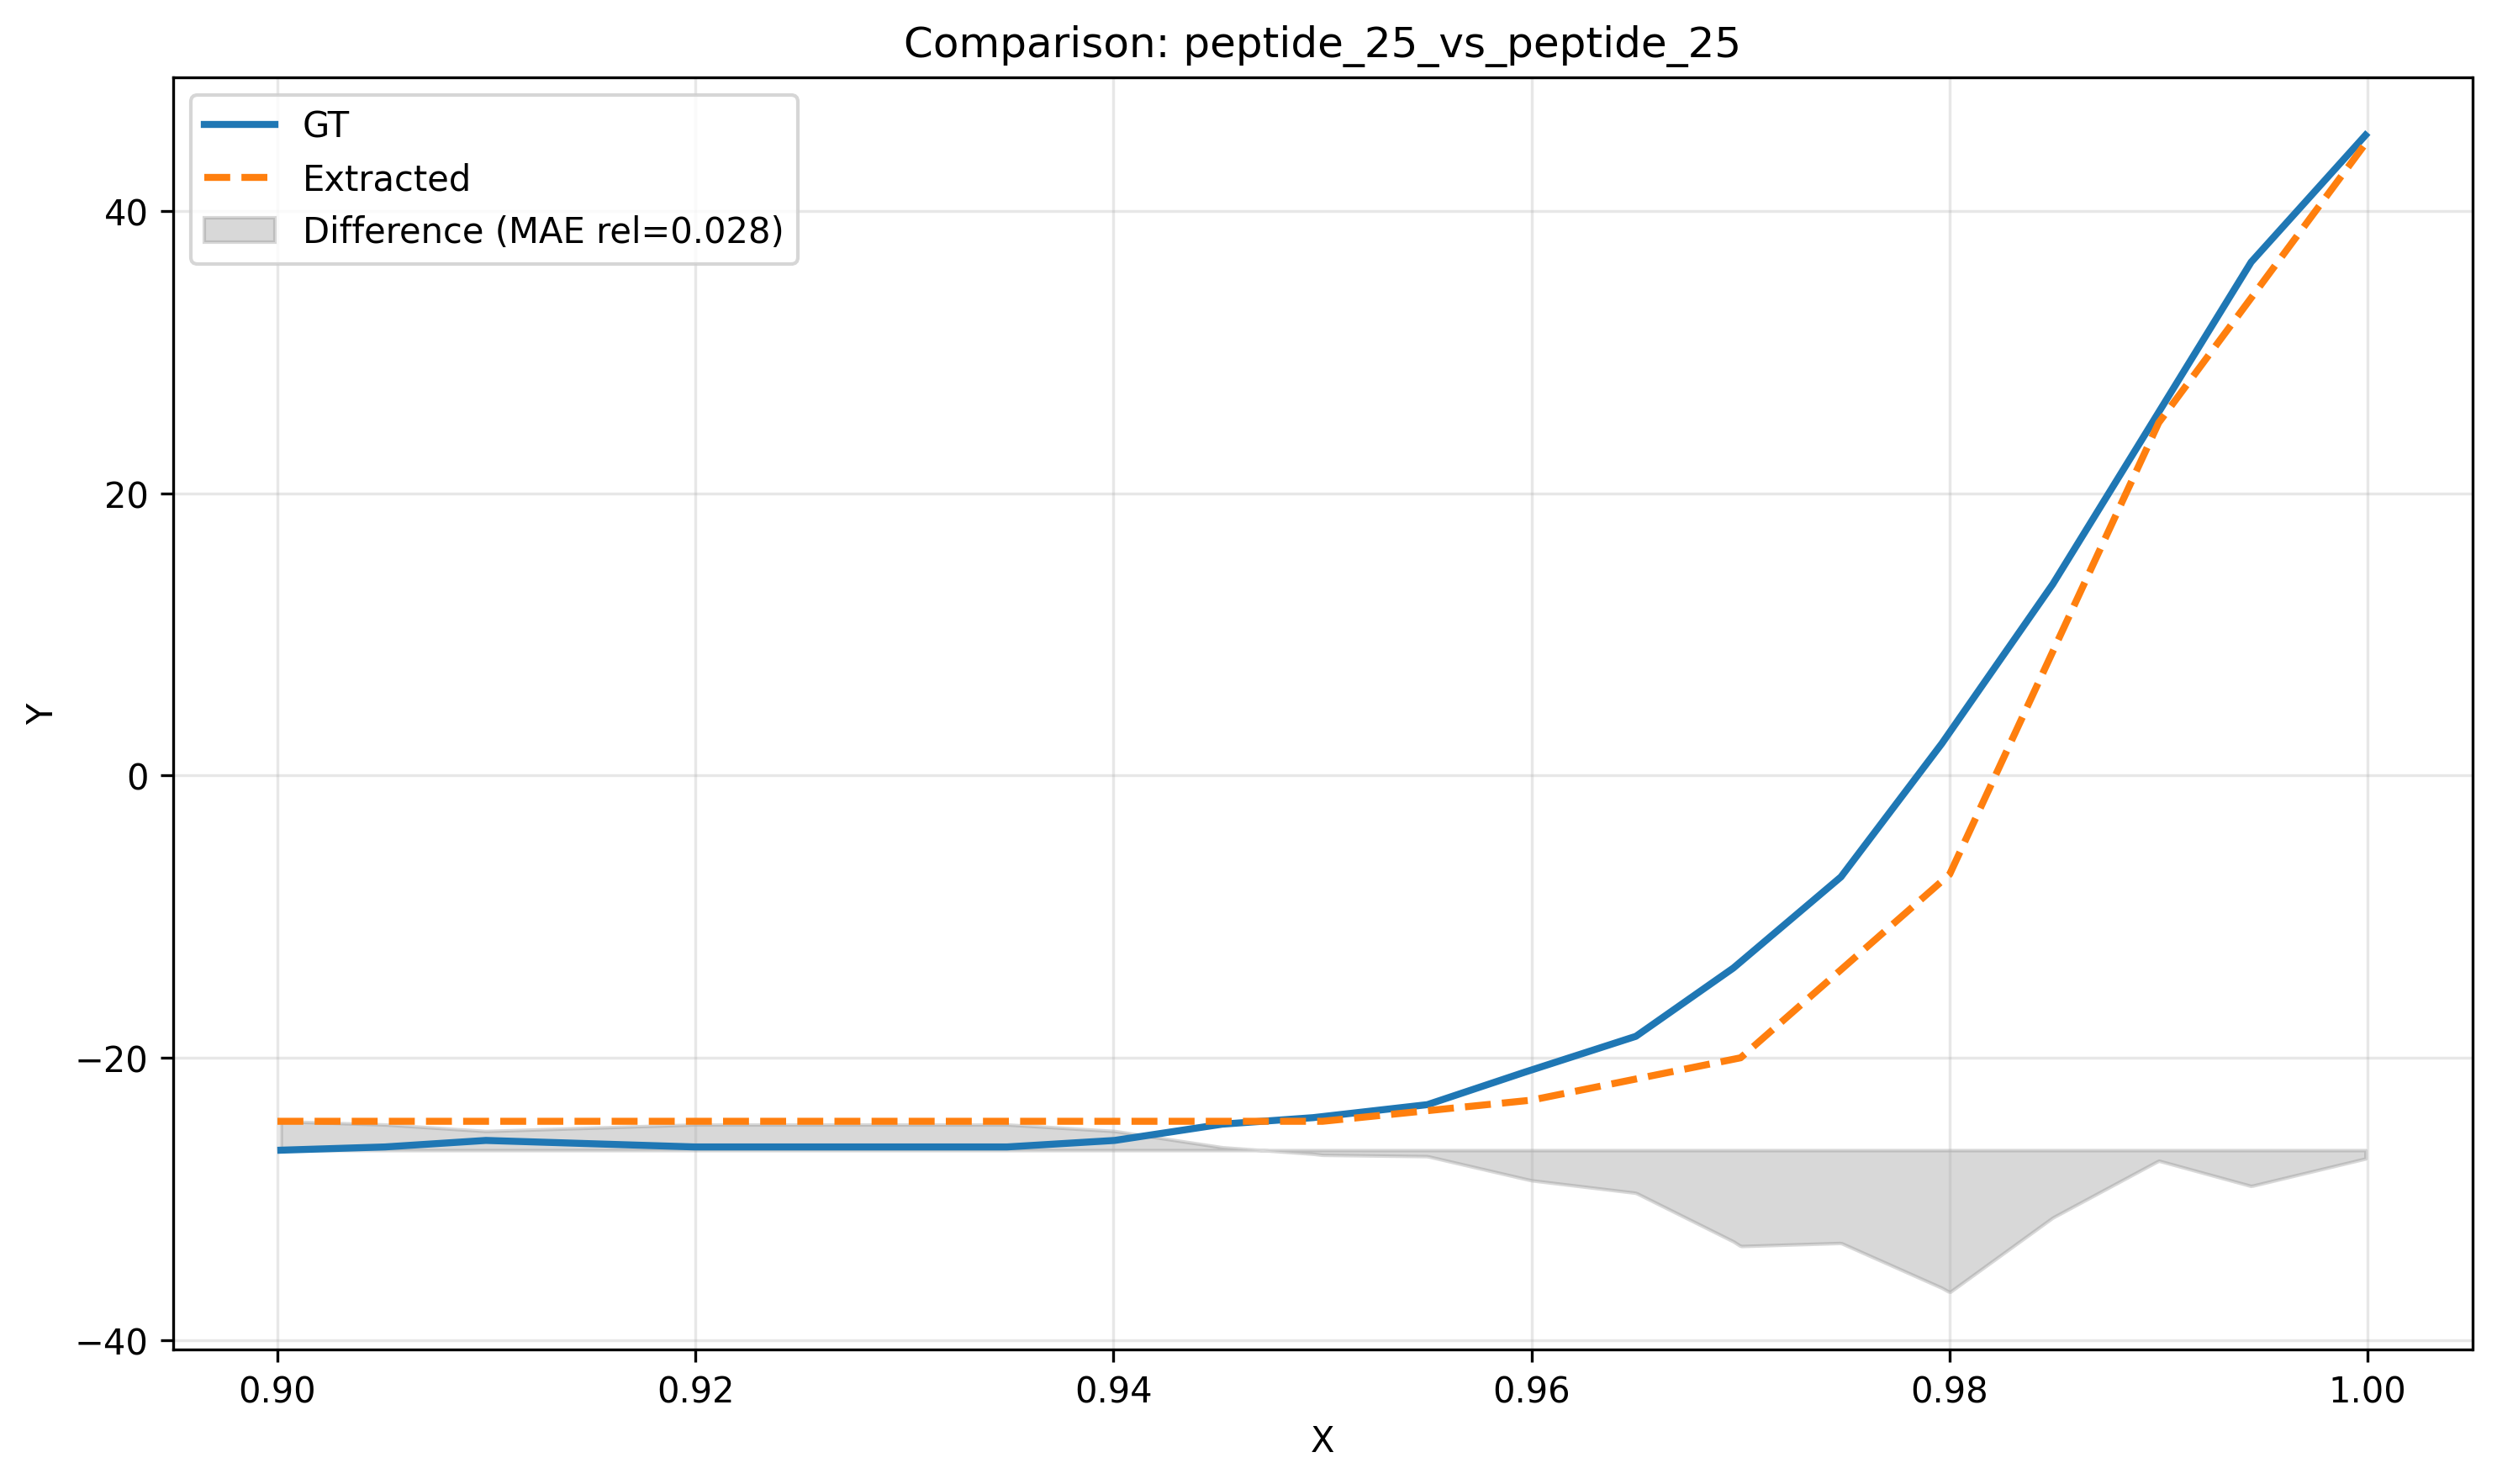 Comparison: peptide_25_vs_peptide_25
GT
Extracted
Difference (MAE rel=0.028)
40
20
0
−20
−40
Y
0.90
0.92
0.94
0.96
0.98
1.00
X